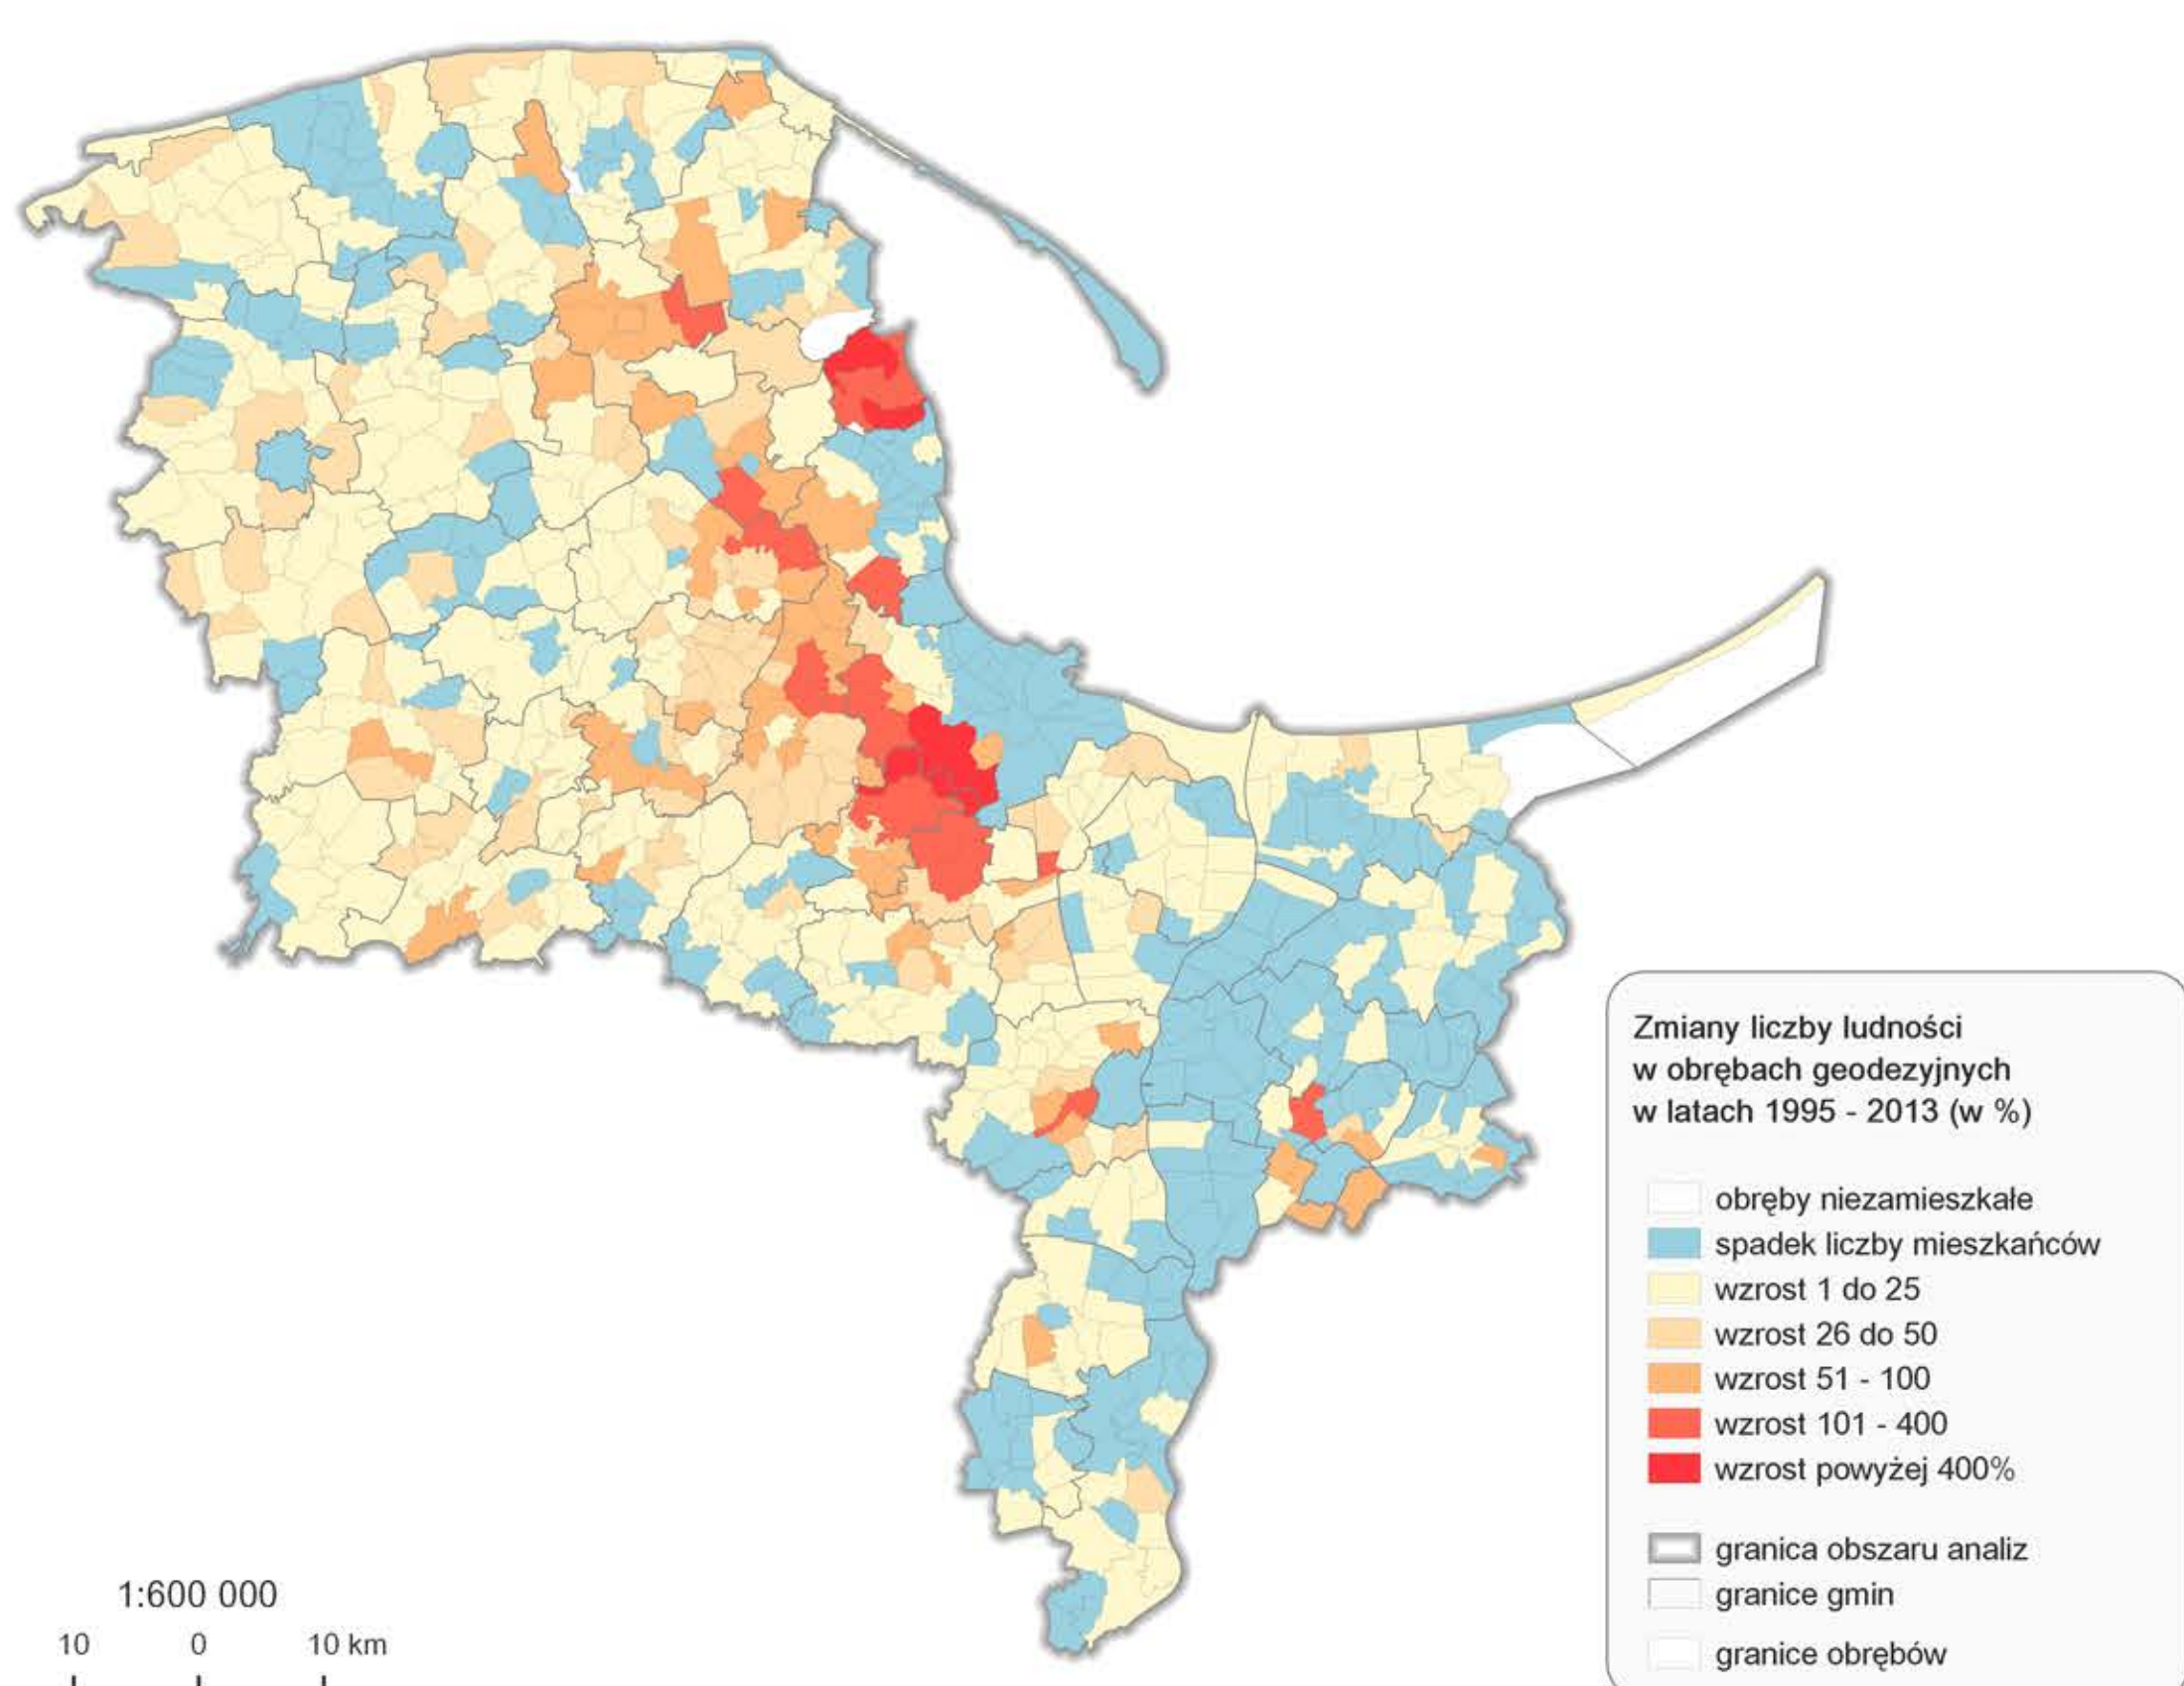 Zmiany liczby ludności
w obrębach geodezyjnych
w latach 1995 - 2013 (w %)
obręby niezamieszkałe
spadek liczby mieszkańców
wzrost 1 do 25
wzrost 26 do 50
wzrost 51 - 100
wzrost 101 - 400
wzrost powyżej 400%
granica obszaru analiz
granice gmin
granice obrębów
1:600 000
10 0 10 km